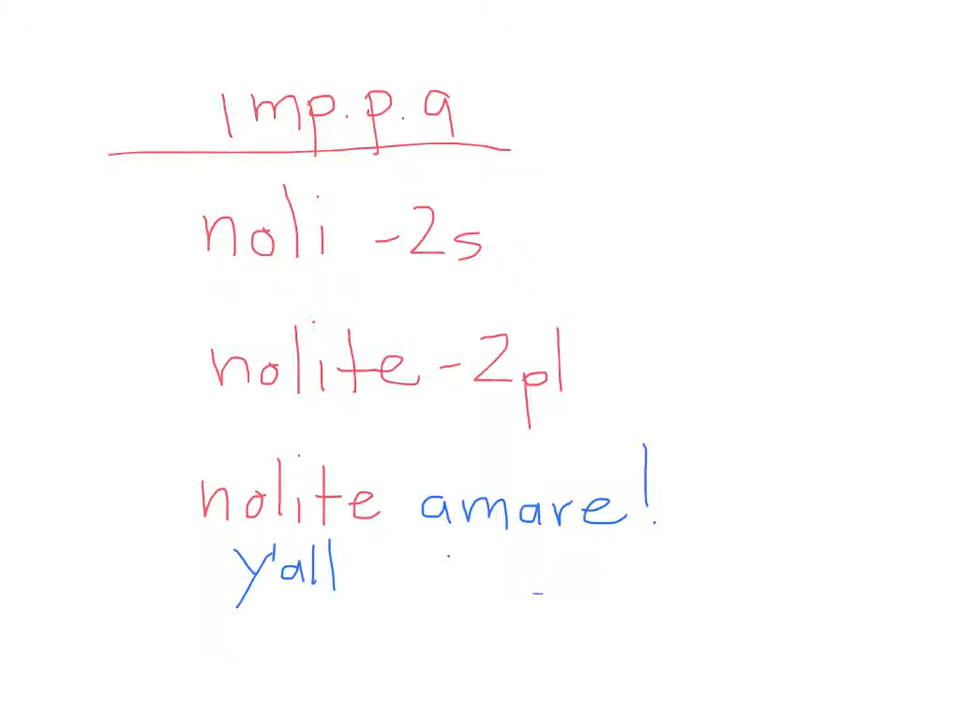 imp.p.a
noli -2s
nolite -2pl
nolite amare!
y'all